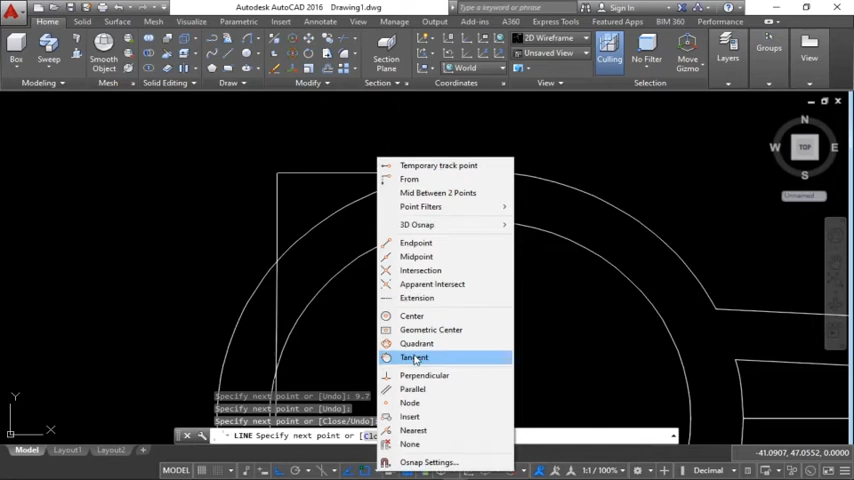 Autodesk AutoCAD 2016 Drawing1.dwg
Type a keyword or phrase
Sign In
Home Solid Surface Mesh Visualize Parametric Insert Annotate View Manage Output Add-ins A360 Express Tools Featured Apps BIM 360 Performance
Box Sweep Smooth Object Section Plane World 2D Wireframe Unsaved View Culling No Filter Move Gizmo Layers Groups View
Modeling Mesh Solid Editing Draw Modify Section Coordinates View Selection
N
W TOP E
S
Unnamed
Temporary track point
From
Mid Between 2 Points
Point Filters
3D Osnap
Endpoint
Midpoint
Intersection
Apparent Intersect
Extension
Center
Geometric Center
Quadrant
Tangent
Perpendicular
Parallel
Node
Insert
Nearest
None
Osnap Settings...
Y
X
Specify next point or [Undo]: 9.7
Specify next point or [Undo]:
Specify next point or [Close/Undo]:
LINE Specify next point or [Clo
Model Layout1 Layout2
-41.0907, 47.0552, 0.0000
MODEL 1:1 / 100% Decimal